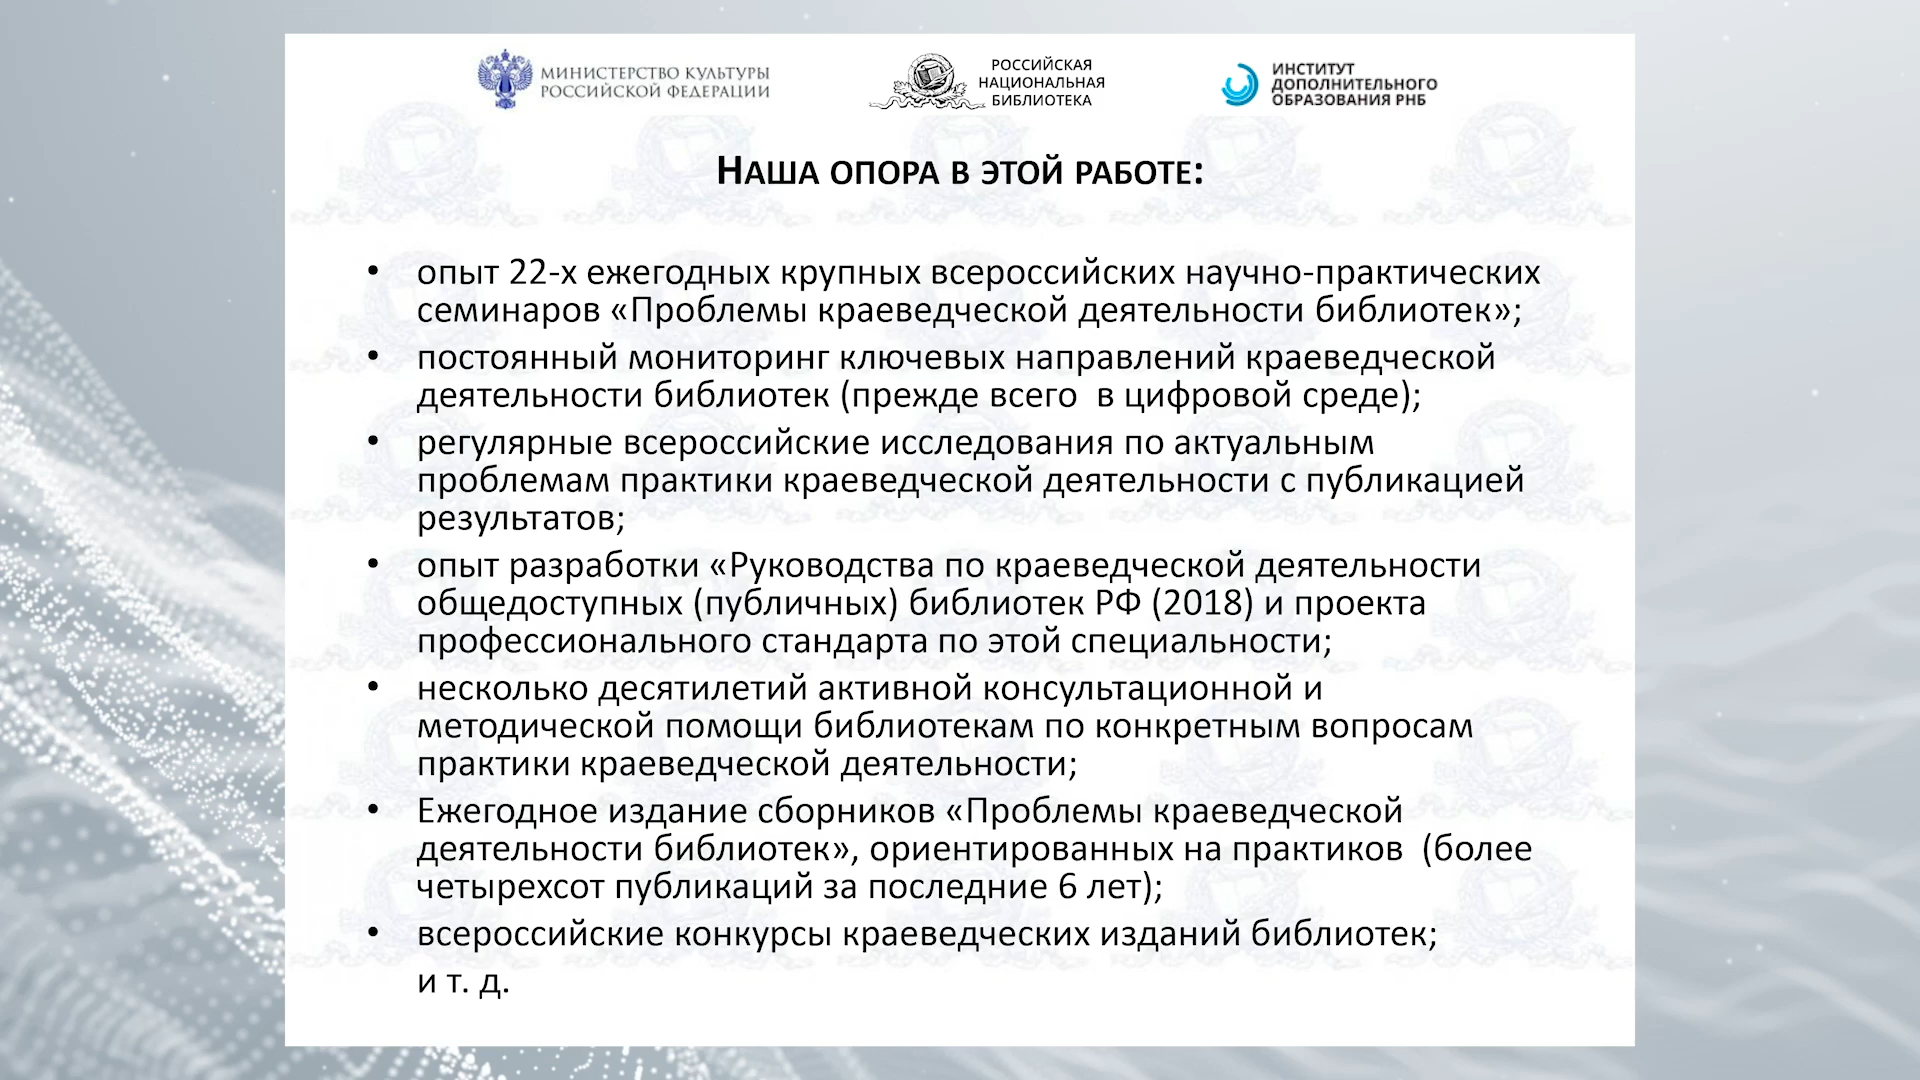 МИНИСТЕРСТВО КУЛЬТУРЫ
РОССИЙСКОЙ ФЕДЕРАЦИИ
РОССИЙСКАЯ
НАЦИОНАЛЬНАЯ
БИБЛИОТЕКА
ИНСТИТУТ
ДОПОЛНИТЕЛЬНОГО
ОБРАЗОВАНИЯ РНБ
НАША ОПОРА В ЭТОЙ РАБОТЕ:
• опыт 22-х ежегодных крупных всероссийских научно-практических
семинаров «Проблемы краеведческой деятельности библиотек»;
• постоянный мониторинг ключевых направлений краеведческой
деятельности библиотек (прежде всего в цифровой среде);
• регулярные всероссийские исследования по актуальным
проблемам практики краеведческой деятельности с публикацией
результатов;
• опыт разработки «Руководства по краеведческой деятельности
общедоступных (публичных) библиотек РФ (2018) и проекта
профессионального стандарта по этой специальности;
• несколько десятилетий активной консультационной и
методической помощи библиотекам по конкретным вопросам
практики краеведческой деятельности;
• Ежегодное издание сборников «Проблемы краеведческой
деятельности библиотек», ориентированных на практиков (более
четырехсот публикаций за последние 6 лет);
• всероссийские конкурсы краеведческих изданий библиотек;
и т. д.